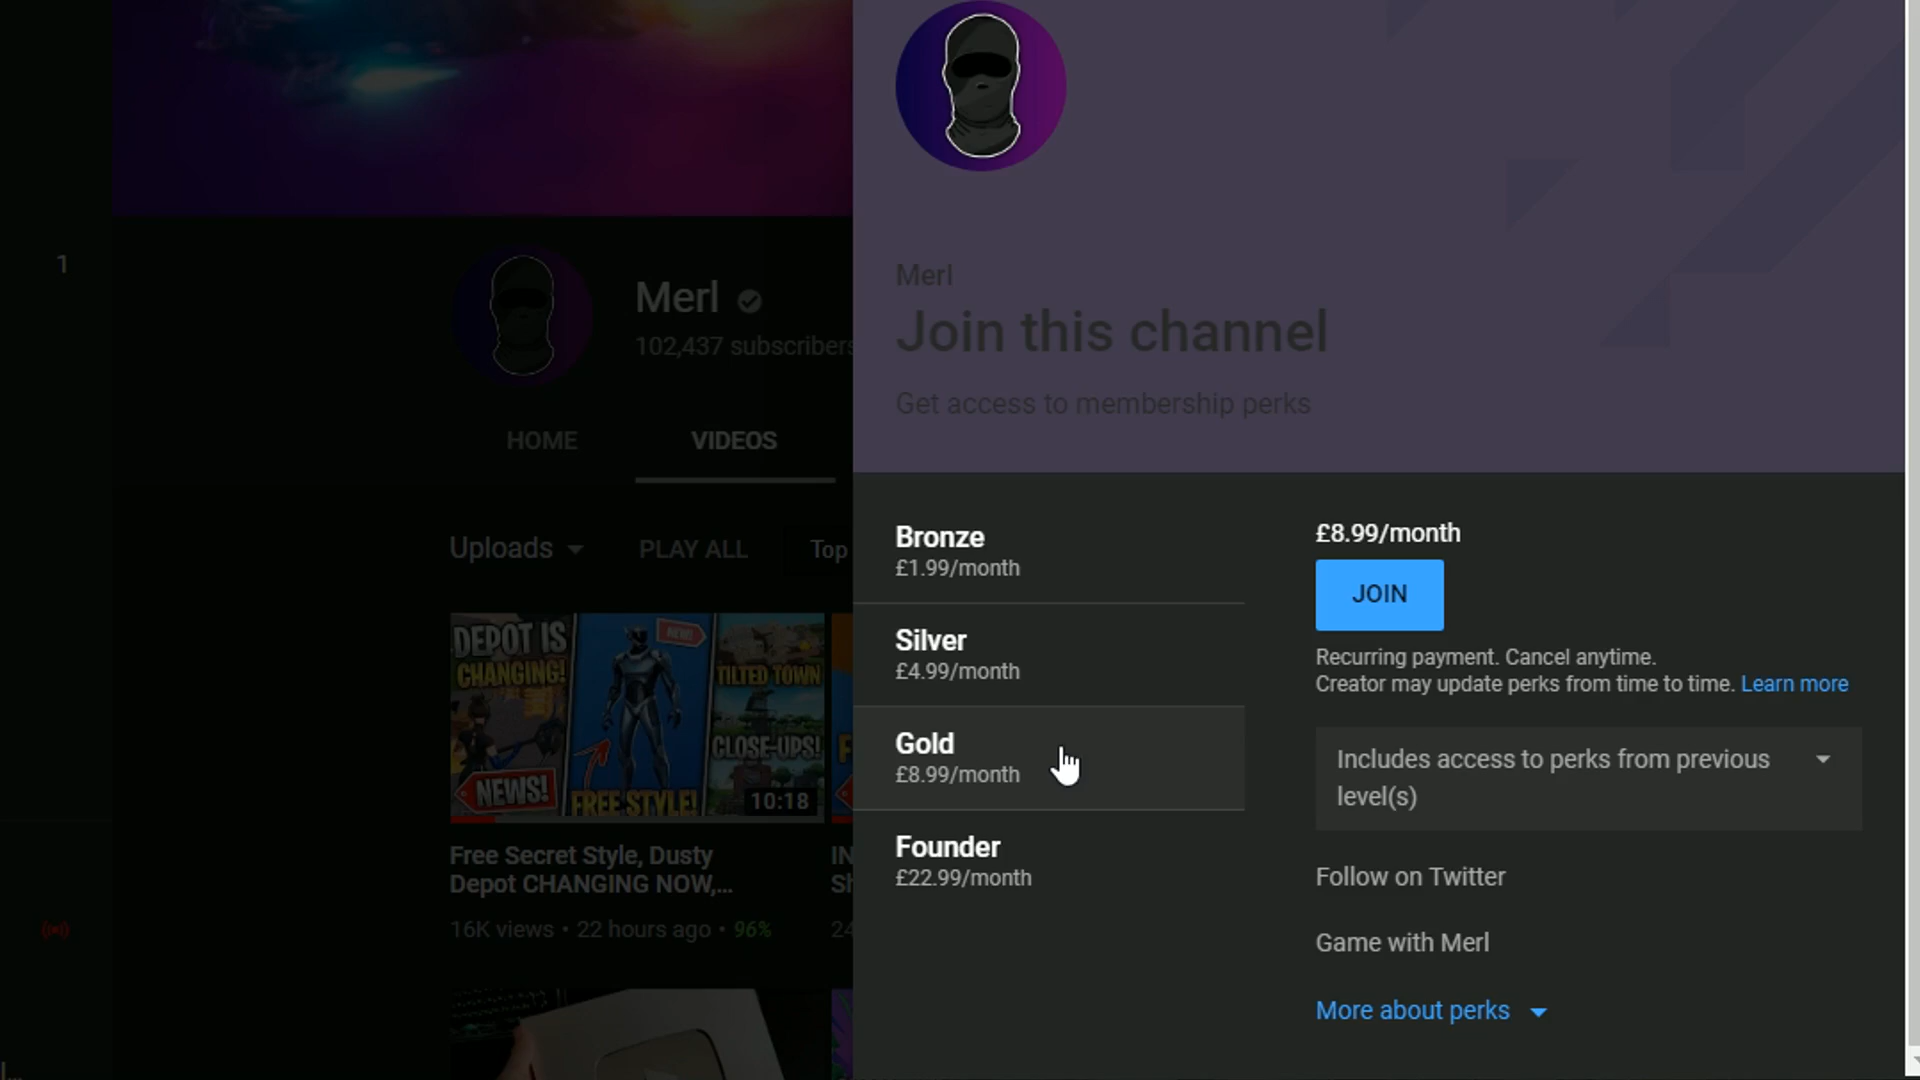 1
Merl
102,437 subscribers
HOME
VIDEOS
Uploads
PLAY ALL
Top
DEPOT IS
CHANGING!
NEWS!
NEW!
FREE STYLE!
TILTED TOWN
CLOSE-UPS!
10:18
Free Secret Style, Dusty
Depot CHANGING NOW,...
16K views • 22 hours ago • 96%
IN
Sh
24
Merl
Join this channel
Get access to membership perks
Bronze
£1.99/month
Silver
£4.99/month
Gold
£8.99/month
Founder
£22.99/month
£8.99/month
JOIN
Recurring payment. Cancel anytime.
Creator may update perks from time to time. Learn more
Includes access to perks from previous
level(s)
Follow on Twitter
Game with Merl
More about perks